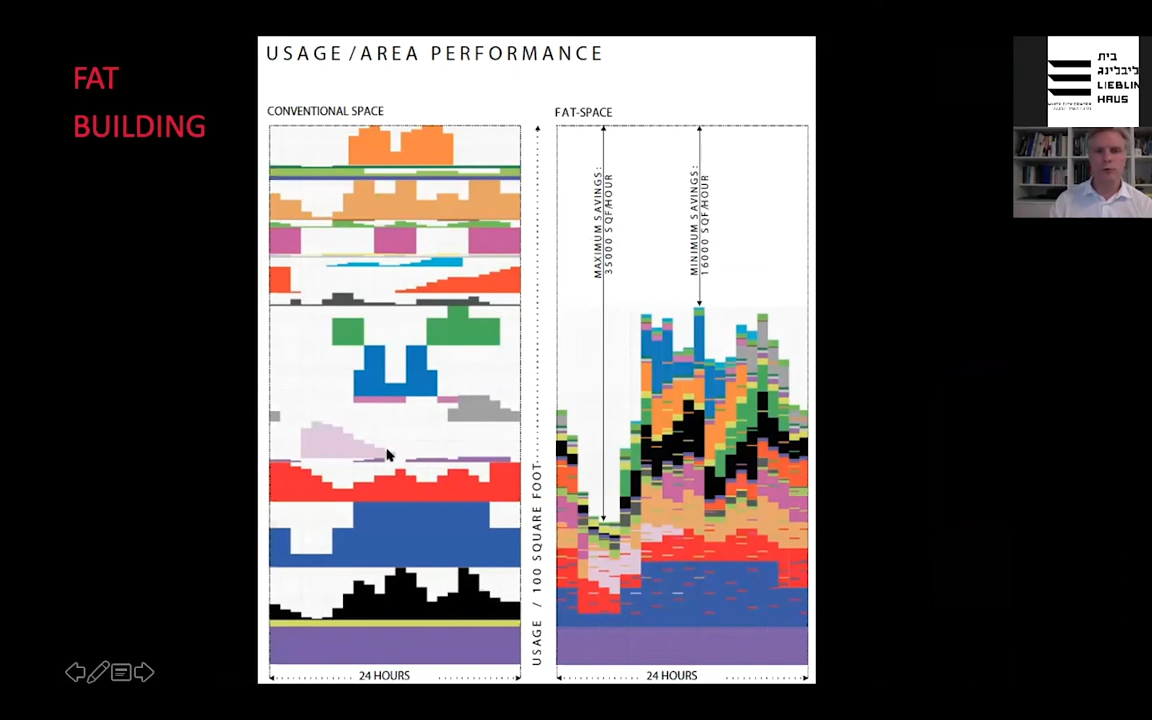 FAT
BUILDING
USAGE/AREA PERFORMANCE
CONVENTIONAL SPACE
FAT-SPACE
MAXIMUM SAVINGS:
35000 SQF/HOUR
MINIMUM SAVINGS:
16000 SQF/HOUR
USAGE / 100 SQUARE FOOT
24 HOURS
24 HOURS
בית
ליבלינג
LIEBLIN
HAUS